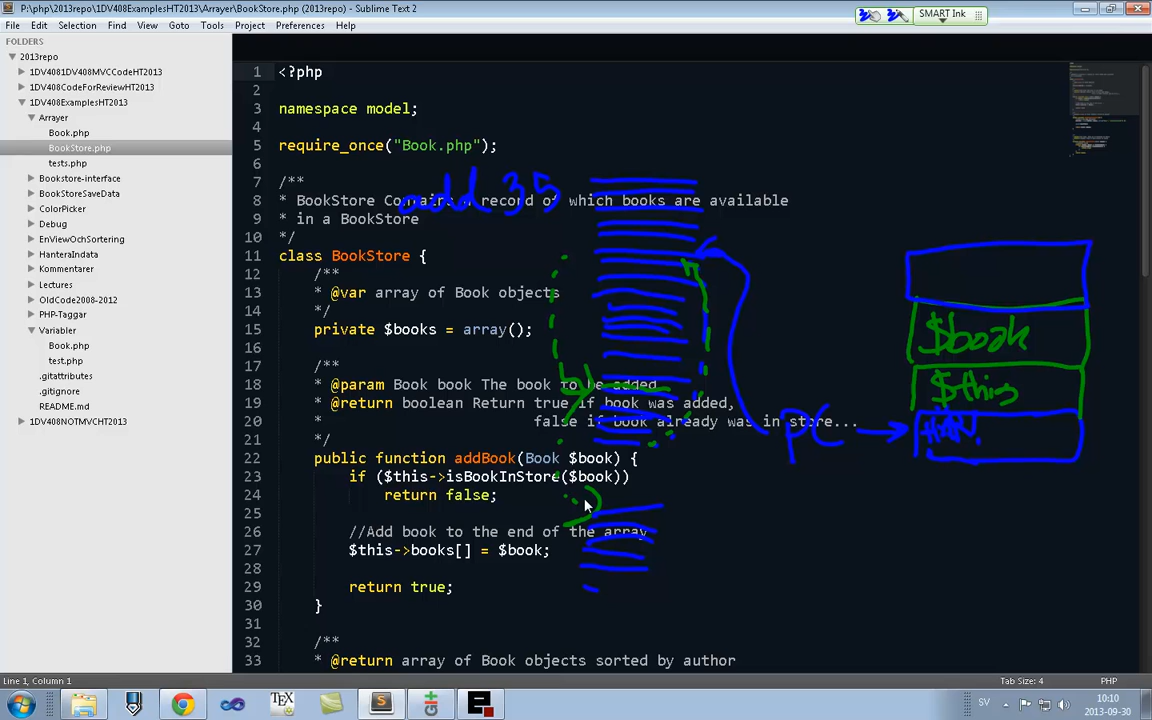 P:\php\2013repo\1DV408ExamplesHT2013\Arrayer\BookStore.php (2013repo) - Sublime Text 2
SMART Ink
File Edit Selection Find View Goto Tools Project Preferences Help
FOLDERS
2013repo
1DV4081DV408MVCCodeHT2013
1DV408CodeForReviewHT2013
1DV408ExamplesHT2013
Arrayer
Book.php
BookStore.php
tests.php
Bookstore-interface
BookStoreSaveData
ColorPicker
Debug
EnViewOchSortering
HanteraIndata
Kommentarer
Lectures
OldCode2008-2012
PHP-Taggar
Variabler
Book.php
test.php
.gitattributes
.gitignore
README.md
1DV408NOTMVCHT2013
1 <?php
2
3 namespace model;
4
5 require_once("Book.php");
6
7 /**
8 * BookStore Contains a record of which books are available
9 * in a BookStore
10 */
11 class BookStore {
12 /**
13 * @var array of Book objects
14 */
15 private $books = array();
16
17 /**
18 * @param Book book The book to be added
19 * @return boolean Return true if book was added,
20 * false if book already was in store...
21 */
22 public function addBook(Book $book) {
23 if ($this->isBookInStore($book))
24 return false;
25
26 //Add book to the end of the array
27 $this->books[] = $book;
28
29 return true;
30 }
31
32 /**
33 * @return array of Book objects sorted by author
add 35
$book
$this
PC
Line 1, Column 1
Tab Size: 4 PHP
SV
10:10
2013-09-30